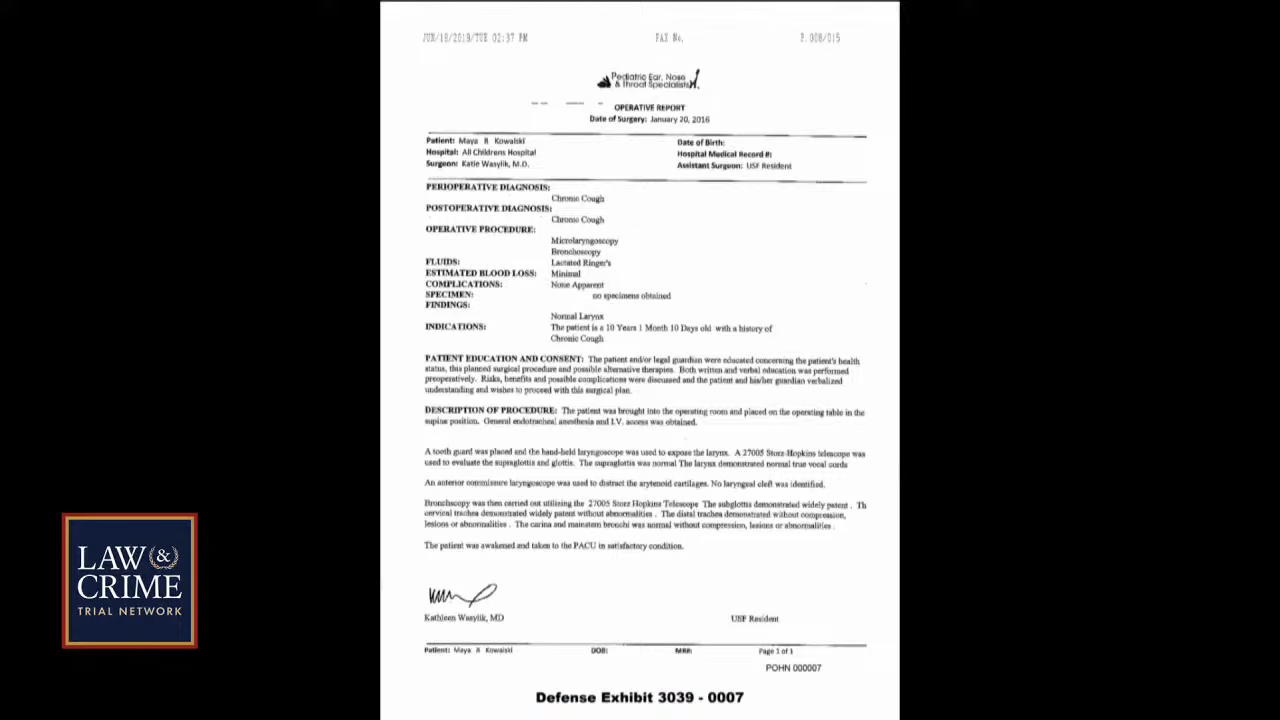 JUN/18/2019/TUE 02:37 PM FAX No. P. 008/015
Pediatric Ear, Nose
& Throat Specialists
OPERATIVE REPORT
Date of Surgery: January 20, 2016
Patient: Maya R Kowalski Date of Birth:
Hospital: All Childrens Hospital Hospital Medical Record #:
Surgeon: Katie Wasylik, M.D. Assistant Surgeon: USF Resident
PERIOPERATIVE DIAGNOSIS:
Chronic Cough
POSTOPERATIVE DIAGNOSIS:
Chronic Cough
OPERATIVE PROCEDURE:
Microlaryngoscopy
Bronchoscopy
FLUIDS: Lactated Ringer's
ESTIMATED BLOOD LOSS: Minimal
COMPLICATIONS: None Apparent
SPECIMEN: no specimens obtained
FINDINGS:
Normal Larynx
INDICATIONS: The patient is a 10 Years 1 Month 10 Days old with a history of
Chronic Cough
PATIENT EDUCATION AND CONSENT: The patient and/or legal guardian were educated concerning the patient's health
status, this planned surgical procedure and possible alternative therapies. Both written and verbal education was performed
preoperatively. Risks, benefits and possible complications were discussed and the patient and his/her guardian verbalized
understanding and wishes to proceed with this surgical plan.
DESCRIPTION OF PROCEDURE: The patient was brought into the operating room and placed on the operating table in the
supine position. General endotracheal anesthesia and I.V. access was obtained.
A tooth guard was placed and the hand-held laryngoscope was used to expose the larynx. A 27005 Storz-Hopkins telescope was
used to evaluate the supraglottis and glottis. The supraglottis was normal The larynx demonstrated normal true vocal cords
An anterior commissure laryngoscope was used to distract the arytenoid cartilages. No laryngeal cleft was identified.
Bronchscopy was then carried out utilizing the 27005 Storz Hopkins Telescope The subglottis demonstrated widely patent . Th
cervical trachea demonstrated widely patent without abnormalities . The distal trachea demonstrated without compression,
lesions or abnormalities . The carina and mainstem bronchi was normal without compression, lesions or abnormalities .
The patient was awakened and taken to the PACU in satisfactory condition.
Kathleen Wasylik, MD USF Resident
Patient: Maya R Kowalski DOB: MR#: Page 1 of 1
POHN 000007
Defense Exhibit 3039 - 0007
LAW &
CRIME
TRIAL NETWORK